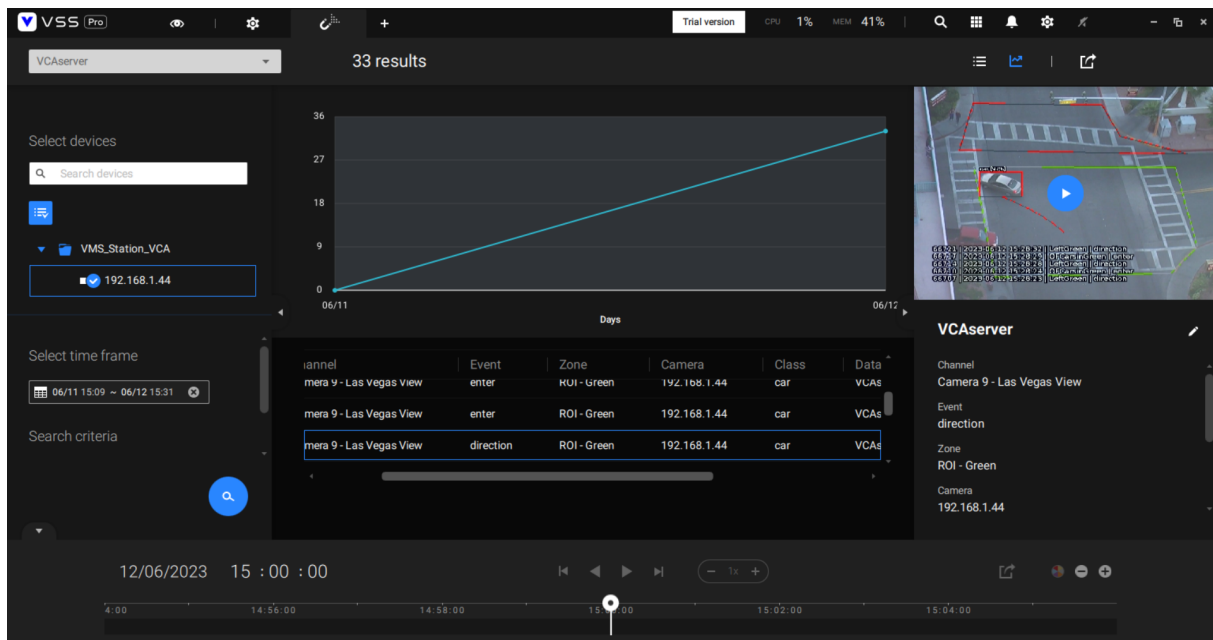 VSS Pro
Trial version CPU 1% MEM 41%
VCAserver
33 results
Select devices
Search devices
VMS_Station_VCA
192.168.1.44
Select time frame
06/11 15:09 ~ 06/12 15:31
Search criteria
36
27
18
9
0
06/11 06/12
Days
annel Event Zone Camera Class Data
mera 9 - Las Vegas View enter ROI - Green 192.168.1.44 car VCAs
mera 9 - Las Vegas View enter ROI - Green 192.168.1.44 car VCAs
mera 9 - Las Vegas View direction ROI - Green 192.168.1.44 car VCAs
LeftGreen | direction
VCAserver
Channel
Camera 9 - Las Vegas View
Event
direction
Zone
ROI - Green
Camera
192.168.1.44
12/06/2023 15 : 00 : 00
1x
4:00 14:56:00 14:58:00 15:00:00 15:02:00 15:04:00